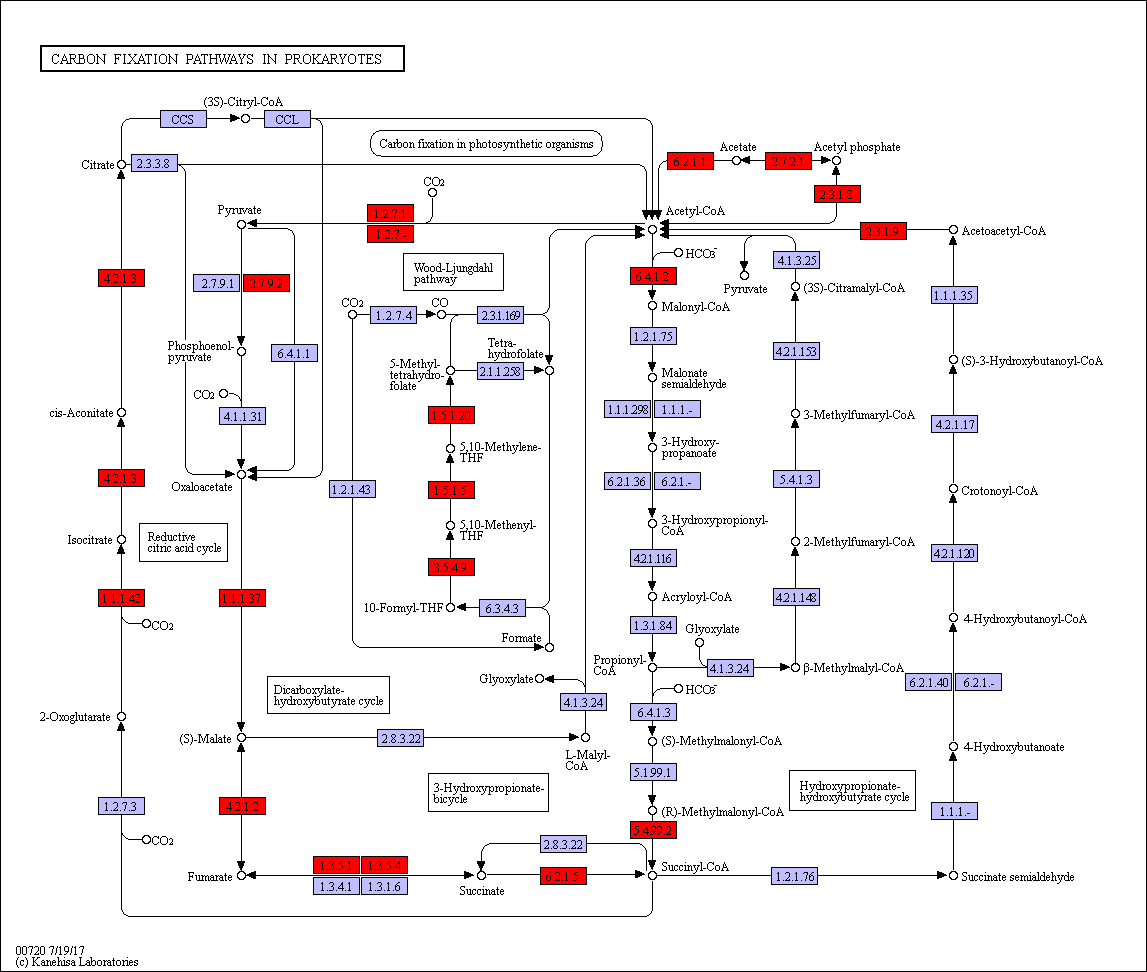 CARBON FIXATION PATHWAYS IN PROKARYOTES
(3S)-Citryl-CoA
CCS
CCL
Carbon fixation in photosynthetic organisms
Acetate
Acetyl phosphate
Citrate
2.3.3.8
6.2.1.1
2.7.2.1
CO2
2.3.1.8
Pyruvate
1.2.7.1
Acetyl-CoA
1.2.7.-
2.3.1.9
Acetoacetyl-CoA
HCO3-
4.1.3.25
Wood-Ljungdahl
pathway
4.2.1.3
2.7.9.1
2.7.9.2
6.4.1.2
Pyruvate
(3S)-Citramalyl-CoA
1.1.1.35
CO2
CO
Malonyl-CoA
1.2.7.4
2.3.1.169
1.2.1.75
Phosphoenol-
pyruvate
6.4.1.1
Tetra-
hydrofolate
4.2.1.153
5-Methyl-
tetrahydro-
folate
2.1.1.258
Malonate
semialdehyde
(S)-3-Hydroxybutanoyl-CoA
CO2
cis-Aconitate
4.1.1.31
1.5.1.20
1.1.1.298
1.1.1.-
3-Methylfumaryl-CoA
4.2.1.17
5,10-Methylene-
THF
3-Hydroxy-
propanoate
4.2.1.3
Oxaloacetate
1.2.1.43
1.5.1.5
6.2.1.36
6.2.1.-
5.4.1.3
Crotonoyl-CoA
Reductive
citric acid cycle
Isocitrate
5,10-Methenyl-
THF
3-Hydroxypropionyl-
CoA
2-Methylfumaryl-CoA
3.5.4.9
4.2.1.116
4.2.1.120
1.1.1.42
1.1.1.37
10-Formyl-THF
6.3.4.3
Acryloyl-CoA
4.2.1.148
CO2
Formate
1.3.1.84
Glyoxylate
4-Hydroxybutanoyl-CoA
Propionyl-
CoA
4.1.3.24
β-Methylmalyl-CoA
Glyoxylate
Dicarboxylate-
hydroxybutyrate cycle
4.1.3.24
HCO3-
6.2.1.40
6.2.1.-
2-Oxoglutarate
6.4.1.3
(S)-Malate
2.8.3.22
L-Malyl-
CoA
(S)-Methylmalonyl-CoA
4-Hydroxybutanoate
3-Hydroxypropionate-
bicycle
5.1.99.1
Hydroxypropionate-
hydroxybutyrate cycle
1.2.7.3
4.2.1.2
(R)-Methylmalonyl-CoA
1.1.1.-
CO2
5.4.99.2
2.8.3.22
Fumarate
1.3.5.1
1.3.5.4
1.3.4.1
1.3.1.6
Succinate
6.2.1.5
Succinyl-CoA
1.2.1.76
Succinate semialdehyde
00720 7/19/17
(c) Kanehisa Laboratories